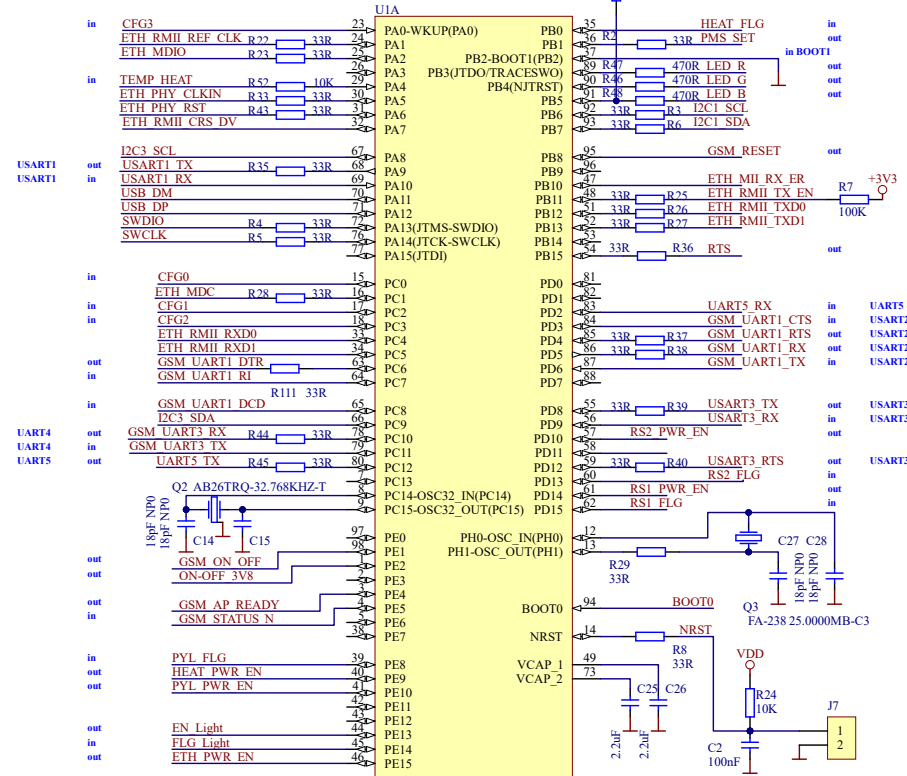 U1A
CFG3 23 PA0-WKUP(PA0) PB0 35 HEAT_FLG in
ETH_RMII_REF_CLK R22 33R 24 PA1 PB1 36 R2 33R PMS_SET out
ETH_MDIO R23 33R 25 PA2 PB2-BOOT1(PB2) 37 in BOOT1
26 PA3 PB3(JTDO/TRACESWO) 89 R47 470R LED_R out
in TEMP_HEAT R52 10K 29 PA4 PB4(NJTRST) 90 R46 470R LED_G out
ETH_PHY_CLKIN R33 33R 30 PA5 PB5 91 R48 470R LED_B out
ETH_PHY_RST R43 33R 31 PA6 PB6 92 33R R3 I2C1_SCL
ETH_RMII_CRS_DV 32 PA7 PB7 93 33R R6 I2C1_SDA
I2C3_SCL 67 PA8 PB8 95 GSM_RESET out
USART1 out USART1_TX R35 33R 68 PA9 PB9 96
USART1 in USART1_RX 69 PA10 PB10 47 ETH_MII_RX_ER
USB_DM 70 PA11 PB11 48 33R R25 ETH_RMII_TX_EN R7 100K +3V3
USB_DP 71 PA12 PB12 51 33R R26 ETH_RMII_TXD0
SWDIO R4 33R 72 PA13(JTMS-SWDIO) PB13 52 33R R27 ETH_RMII_TXD1
SWCLK R5 33R 76 PA14(JTCK-SWCLK) PB14 53
77 PA15(JTDI) PB15 54 33R R36 RTS out
in CFG0 15 PC0 PD0 81
ETH_MDC R28 33R 16 PC1 PD1 82
in CFG1 17 PC2 PD2 83 UART5_RX in UART5
in CFG2 18 PC3 PD3 84 GSM_UART1_CTS in USART2
ETH_RMII_RXD0 33 PC4 PD4 85 33R R37 GSM_UART1_RTS out USART2
ETH_RMII_RXD1 34 PC5 PD5 86 33R R38 GSM_UART1_RX out USART2
out GSM_UART1_DTR 63 PC6 PD6 87 GSM_UART1_TX in USART2
in GSM_UART1_RI 64 PC7 PD7 88
R111 33R
in GSM_UART1_DCD 65 PC8 PD8 55 33R R39 USART3_TX out USART3
I2C3_SDA 66 PC9 PD9 56 USART3_RX in USART3
UART4 out GSM_UART3_RX R44 33R 78 PC10 PD10 57 RS2_PWR_EN out
UART4 in GSM_UART3_TX 79 PC11 PD11 58
UART5 out UART5_TX R45 33R 80 PC12 PD12 59 33R R40 USART3_RTS out USART3
7 PC13 PD13 60 RS2_FLG in
Q2 AB26TRQ-32.768KHZ-T 8 PC14-OSC32_IN(PC14) PD14 61 RS1_PWR_EN out
9 PC15-OSC32_OUT(PC15) PD15 62 RS1_FLG in
18pF NP0 18pF NP0 C14 C15
97 PE0 PH0-OSC_IN(PH0) 12
98 PE1 PH1-OSC_OUT(PH1) 13 R29 33R
C27 C28 18pF NP0 18pF NP0
out GSM_ON_OFF 1 PE2
out ON-OFF_3V8 2 PE3
out GSM_AP_READY 3 PE4
in GSM_STATUS_N 4 PE5 BOOT0 94 BOOT0
Q3 FA-238 25.0000MB-C3
5 PE6
38 PE7 NRST 14 R8 33R NRST
in PYL_FLG 39 PE8 VCAP_1 49
out HEAT_PWR_EN 40 PE9 VCAP_2 73
out PYL_PWR_EN 41 PE10
42 PE11
43 PE12
out EN_Light 44 PE13
in FLG_Light 45 PE14
out ETH_PWR_EN 46 PE15
C25 C26 2.2uF 2.2uF
VDD
R24 10K
C2 100nF
J7
1
2